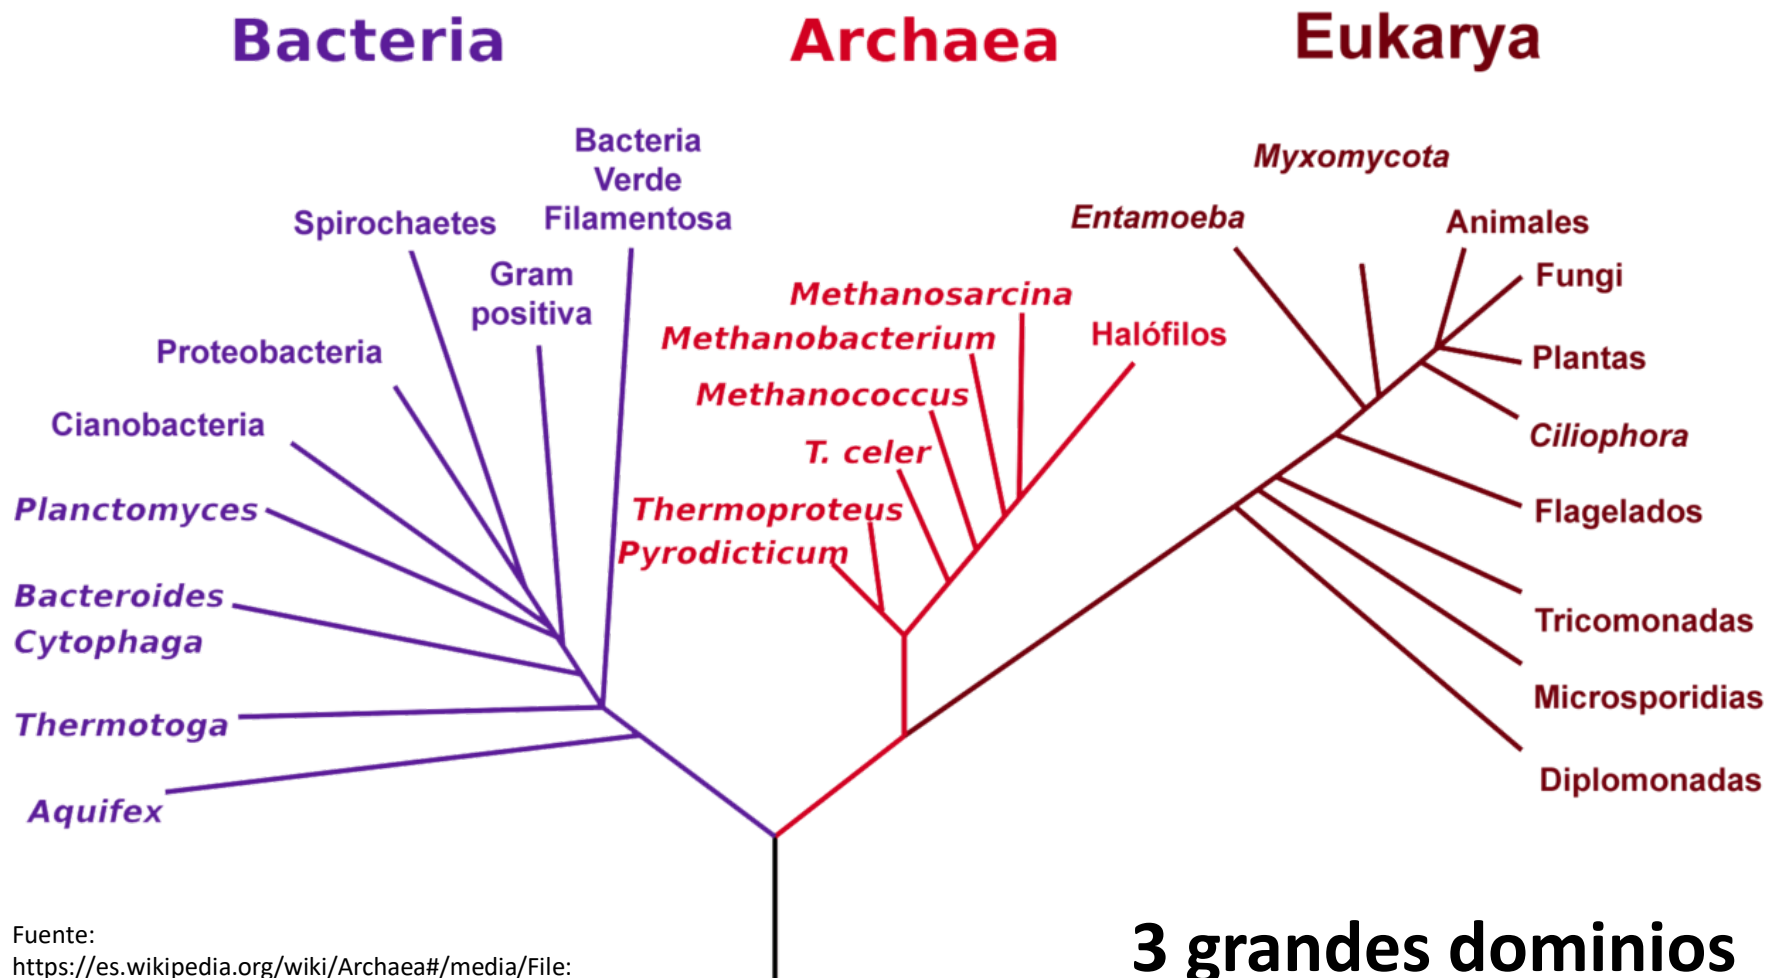 Bacteria
Archaea
Eukarya
Bacteria
Verde
Filamentosa
Spirochaetes
Gram
positiva
Proteobacteria
Cianobacteria
Planctomyces
Bacteroides
Cytophaga
Thermotoga
Aquifex
Methanosarcina
Methanobacterium
Halófilos
Methanococcus
T. celer
Thermoproteus
Pyrodicticum
Myxomycota
Entamoeba
Animales
Fungi
Plantas
Ciliophora
Flagelados
Tricomonadas
Microsporidias
Diplomonadas
Fuente:
https://es.wikipedia.org/wiki/Archaea#/media/File:
3 grandes dominios